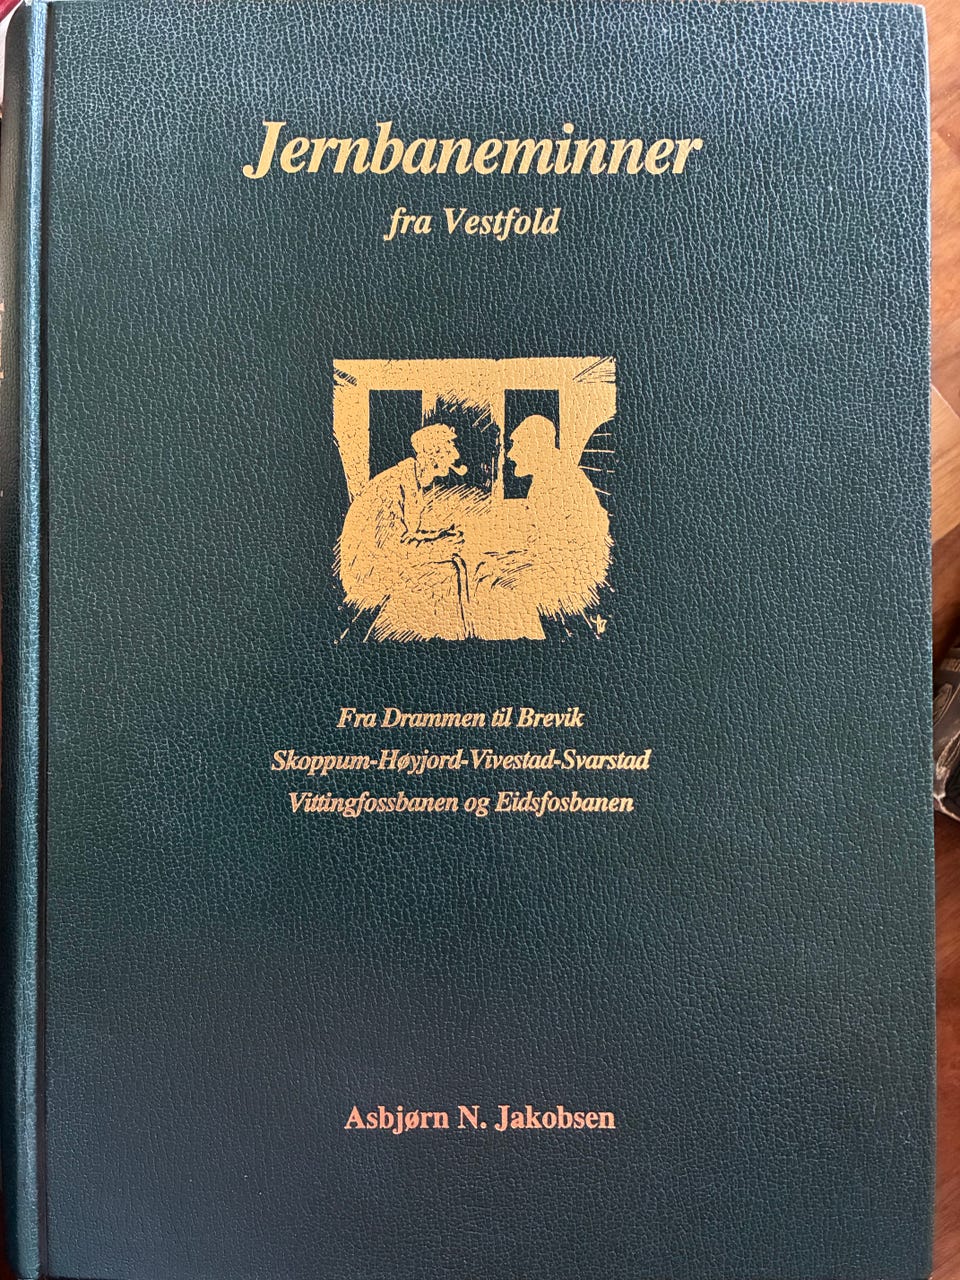 Jernbaneminner
fra Vestfold
Fra Drammen til Brevik
Skoppum-Høyjord-Vivestad-Svarstad
Vittingfossbanen og Eidsfosbanen
Asbjørn N. Jakobsen